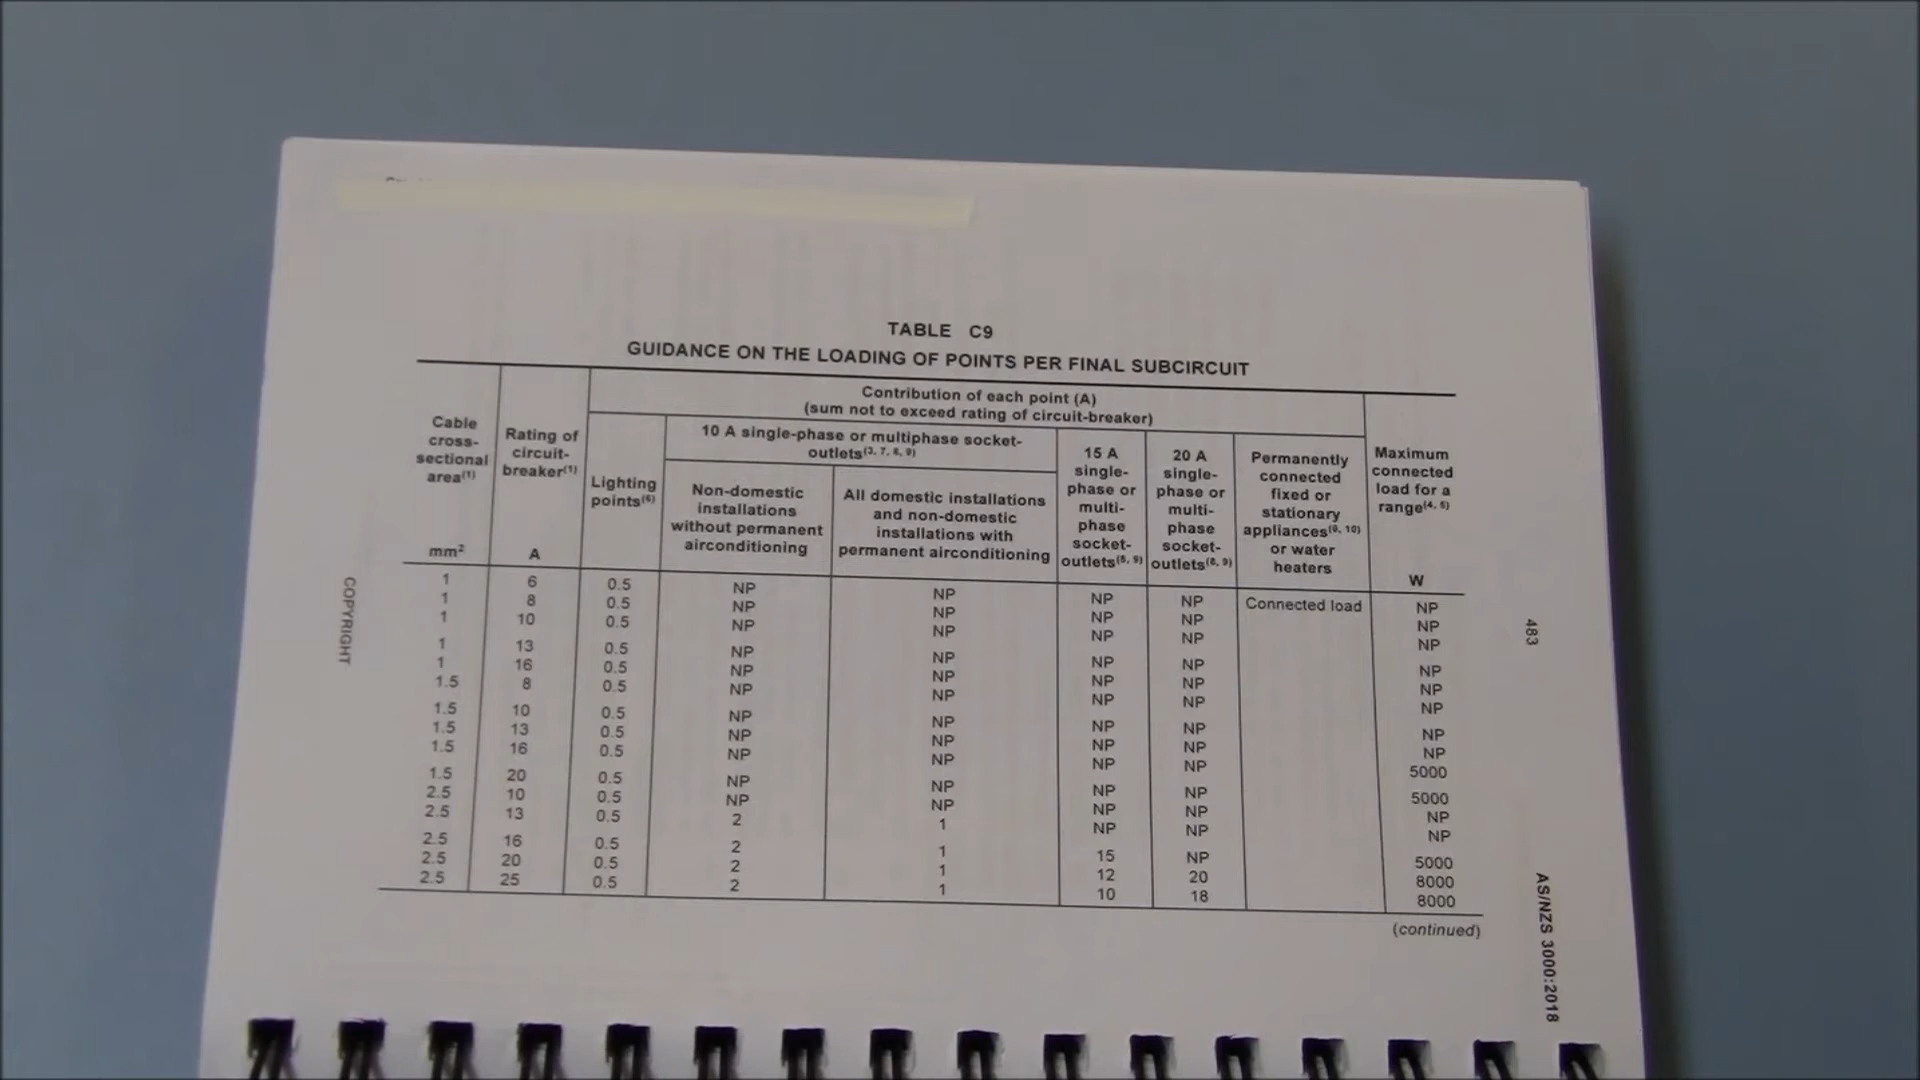 TABLE C9
GUIDANCE ON THE LOADING OF POINTS PER FINAL SUBCIRCUIT
Cable cross-sectional area(1)
mm²
Rating of circuit-breaker(1)
A
Contribution of each point (A)
(sum not to exceed rating of circuit-breaker)
Lighting points(6)
10 A single-phase or multiphase socket-outlets(3, 7, 8, 9)
Non-domestic installations without permanent airconditioning
All domestic installations and non-domestic installations with permanent airconditioning
15 A single-phase or multi-phase socket-outlets(8, 9)
20 A single-phase or multi-phase socket-outlets(8, 9)
Permanently connected fixed or stationary appliances(9, 10) or water heaters
Maximum connected load for a range(4, 5)
W
1 6 0.5 NP NP NP NP Connected load NP
1 8 0.5 NP NP NP NP NP
1 10 0.5 NP NP NP NP NP
1 13 0.5 NP NP NP NP NP
1 16 0.5 NP NP NP NP NP
1.5 8 0.5 NP NP NP NP NP
1.5 10 0.5 NP NP NP NP NP
1.5 13 0.5 NP NP NP NP NP
1.5 16 0.5 NP NP NP NP 5000
1.5 20 0.5 NP NP NP NP 5000
2.5 10 0.5 NP NP NP NP NP
2.5 13 0.5 2 1 NP NP NP
2.5 16 0.5 2 1 15 NP 5000
2.5 20 0.5 2 1 12 20 8000
2.5 25 0.5 2 1 10 18 8000
(continued)
COPYRIGHT
483
AS/NZS 3000:2018